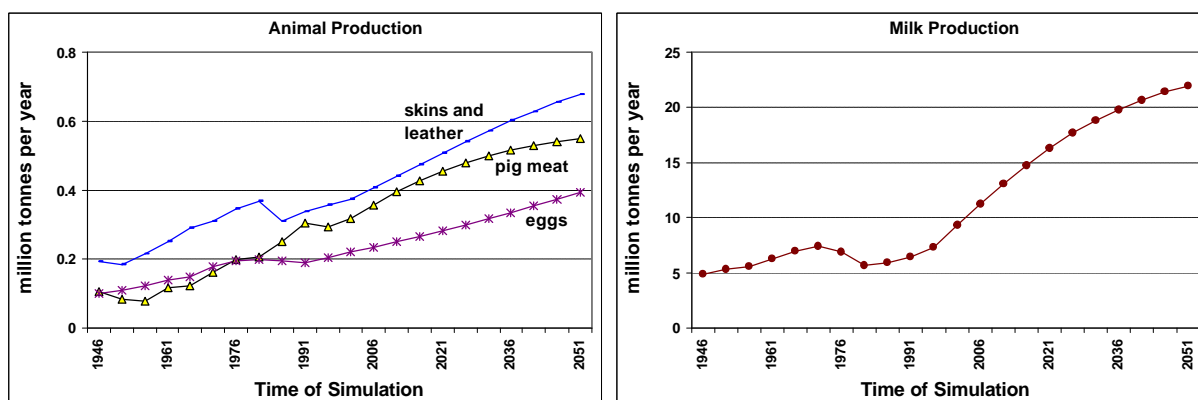 Animal Production
million tonnes per year
0.8
0.6
0.4
0.2
0
skins and
leather
pig meat
eggs
1946
1961
1976
1991
2006
2021
2036
2051
Time of Simulation
Milk Production
million tonnes per year
25
20
15
10
5
0
1946
1961
1976
1991
2006
2021
2036
2051
Time of Simulation